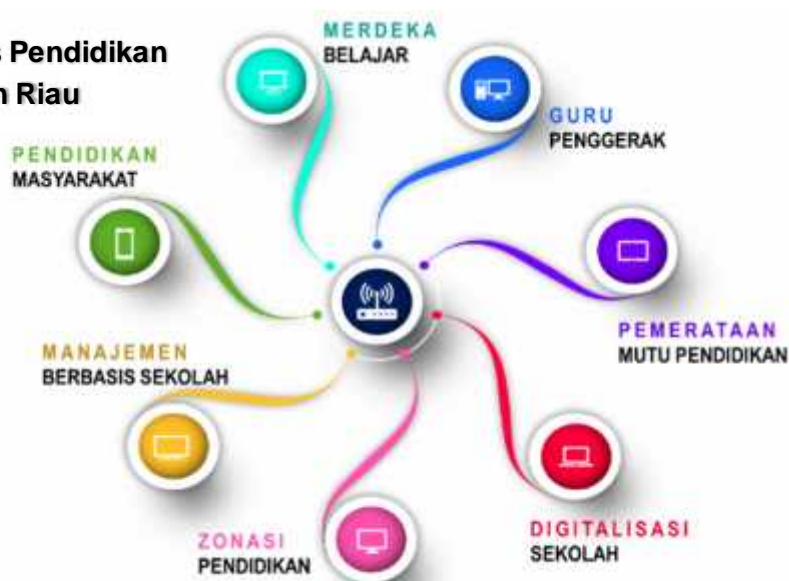 s Pendidikan
n Riau
MERDEKA
BELAJAR
GURU
PENGGERAK
PENDIDIKAN
MASYARAKAT
PEMERATAAN
MUTU PENDIDIKAN
MANAJEMEN
BERBASIS SEKOLAH
DIGITALISASI
SEKOLAH
ZONASI
PENDIDIKAN